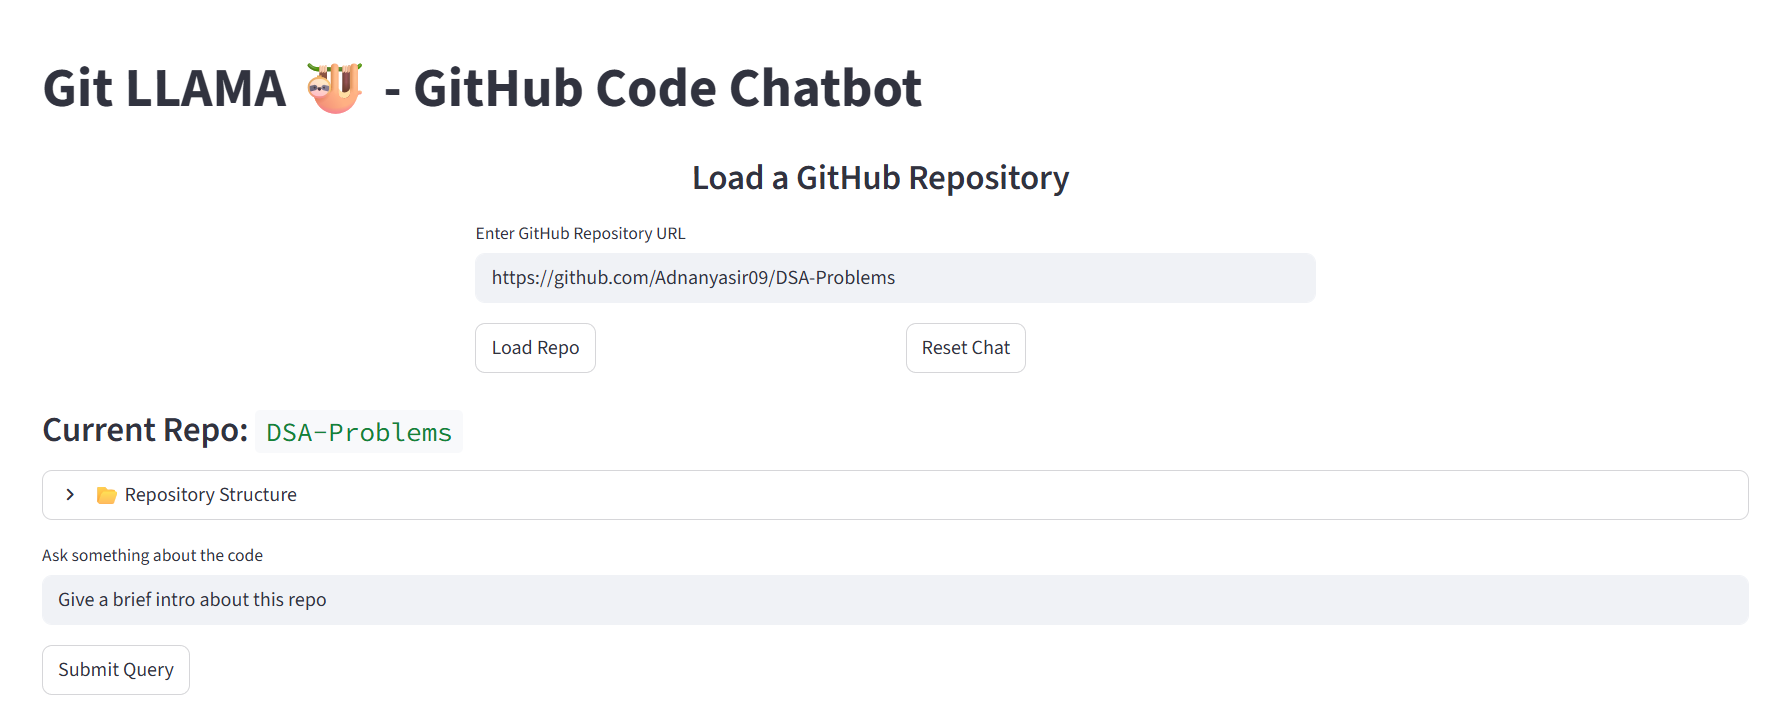 Git LLAMA 🦥 - GitHub Code Chatbot
Load a GitHub Repository
Enter GitHub Repository URL
https://github.com/Adnanyasir09/DSA-Problems
Load Repo
Reset Chat
Current Repo: DSA-Problems
📂 Repository Structure
Ask something about the code
Give a brief intro about this repo
Submit Query